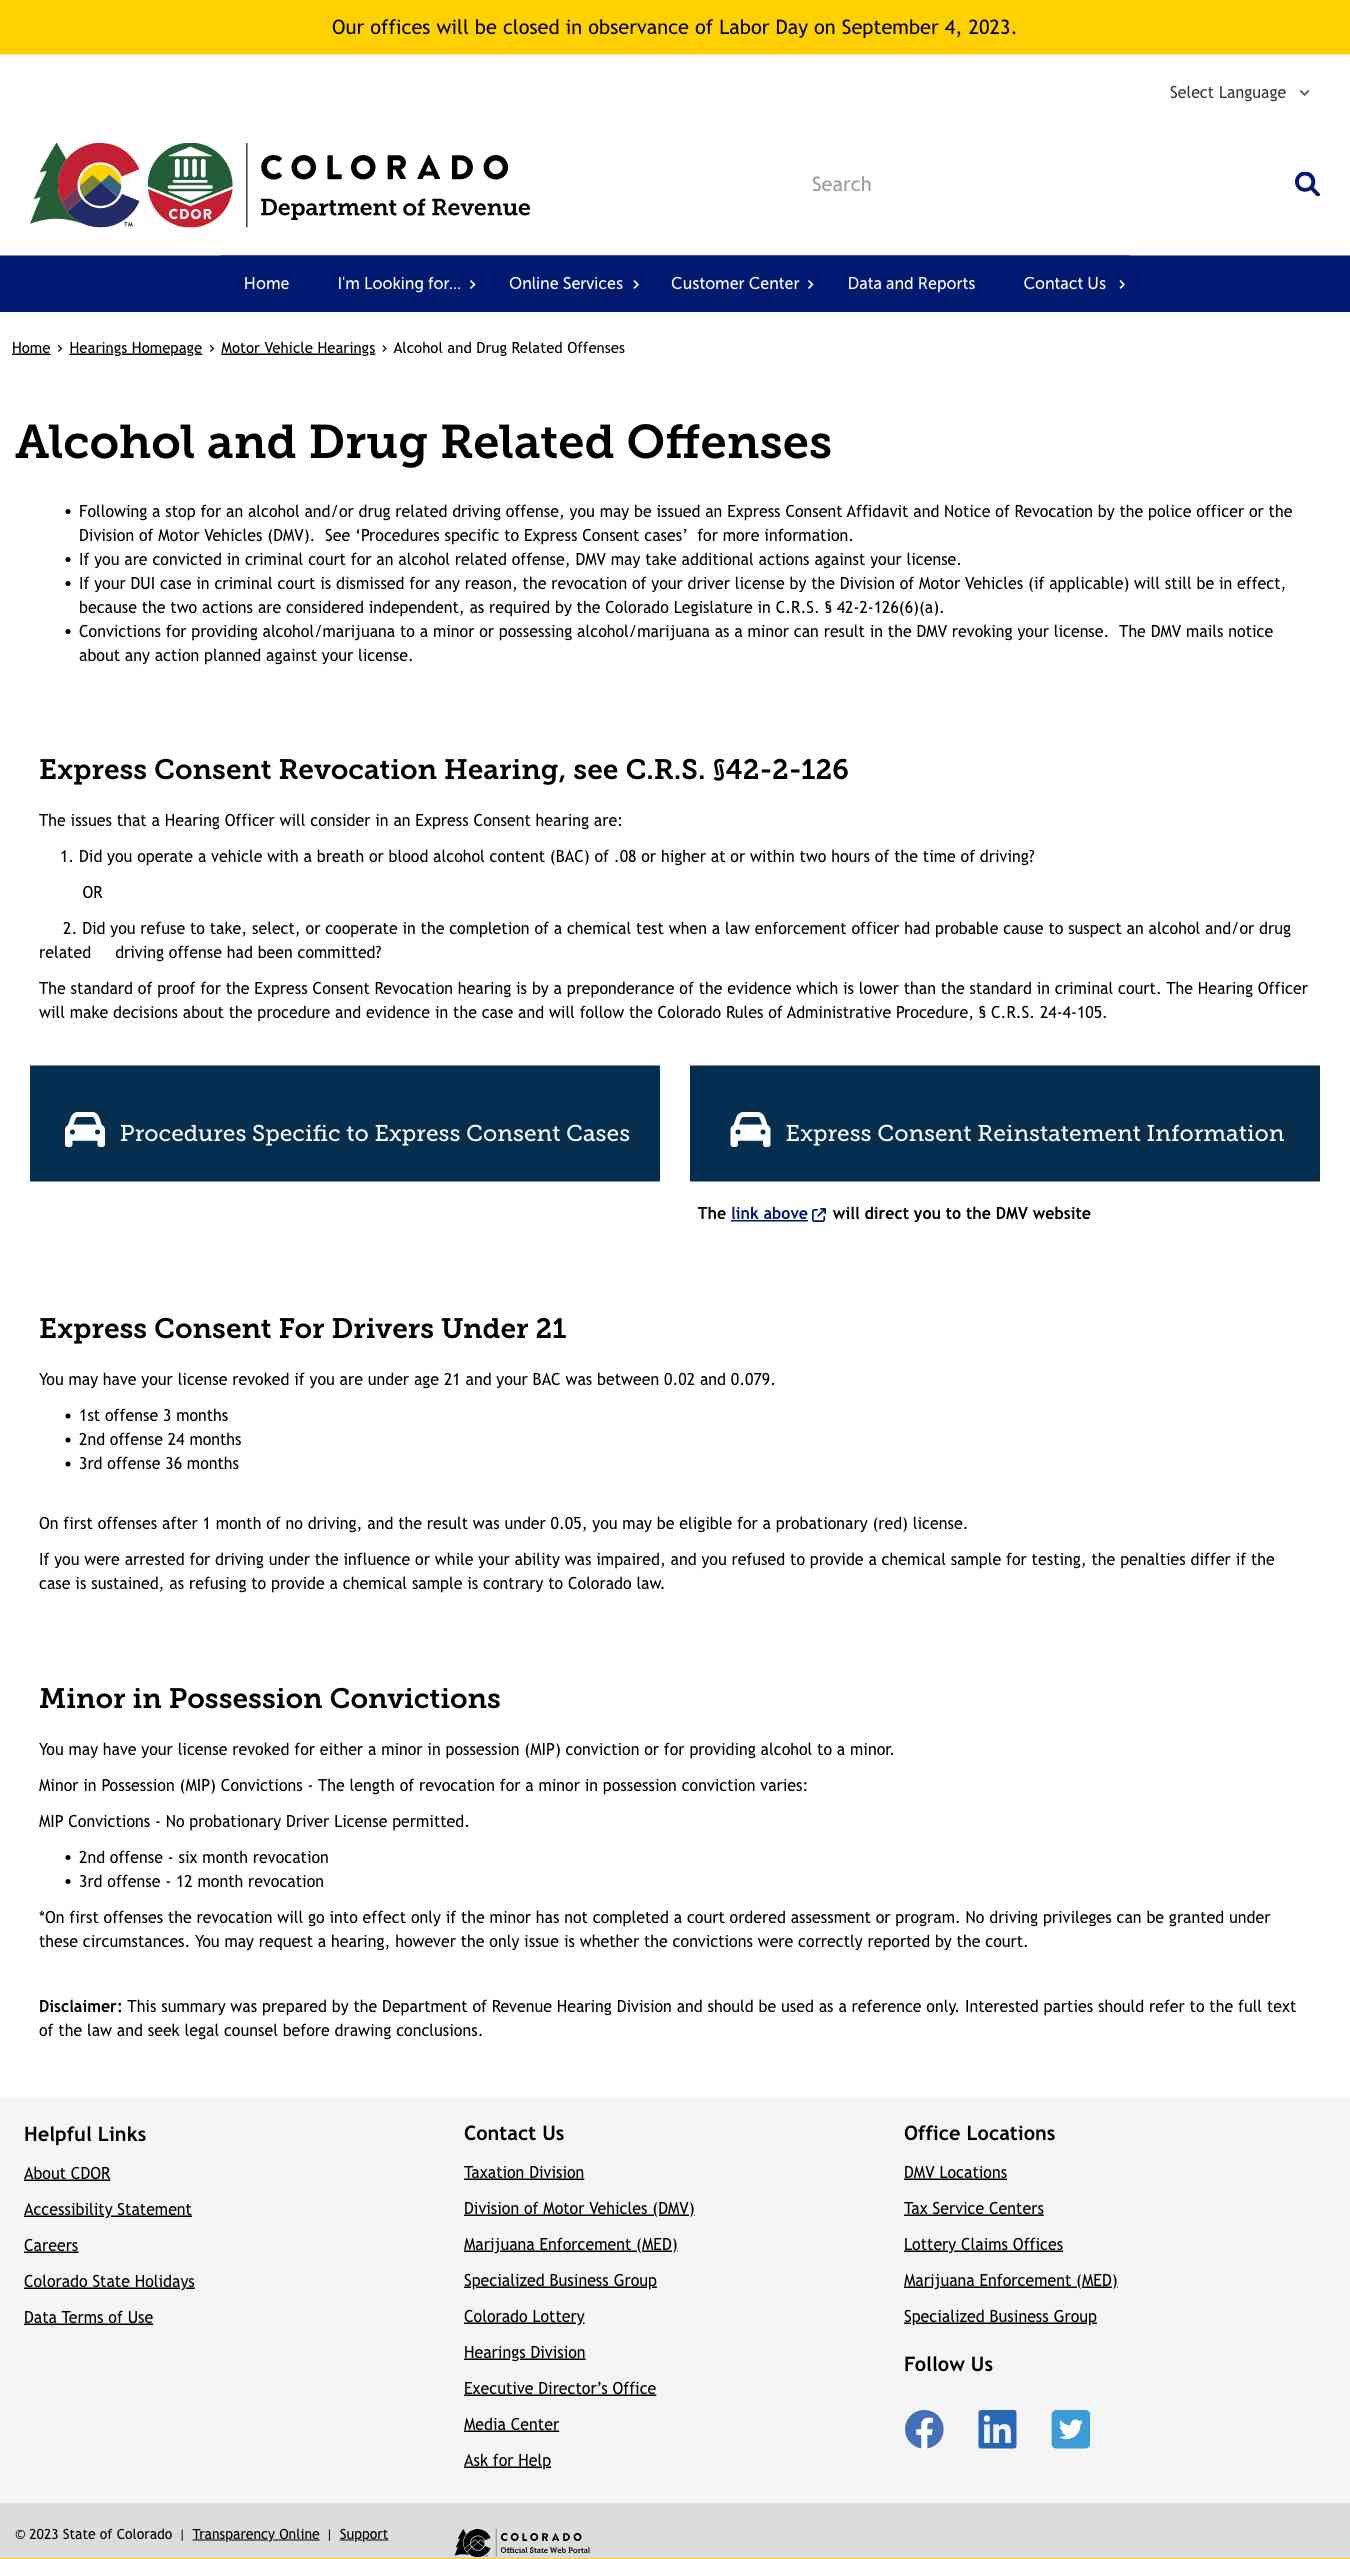 Our offices will be closed in observance of Labor Day on September 4, 2023.
Select Language
COLORADO
Department of Revenue
CDOR
TM
Search
Home I'm Looking for... Online Services Customer Center Data and Reports Contact Us
Home › Hearings Homepage › Motor Vehicle Hearings › Alcohol and Drug Related Offenses
Alcohol and Drug Related Offenses
• Following a stop for an alcohol and/or drug related driving offense, you may be issued an Express Consent Affidavit and Notice of Revocation by the police officer or the
Division of Motor Vehicles (DMV).  See ‘Procedures specific to Express Consent cases’  for more information.
• If you are convicted in criminal court for an alcohol related offense, DMV may take additional actions against your license.
• If your DUI case in criminal court is dismissed for any reason, the revocation of your driver license by the Division of Motor Vehicles (if applicable) will still be in effect,
because the two actions are considered independent, as required by the Colorado Legislature in C.R.S. § 42-2-126(6)(a).
• Convictions for providing alcohol/marijuana to a minor or possessing alcohol/marijuana as a minor can result in the DMV revoking your license.  The DMV mails notice
about any action planned against your license.
Express Consent Revocation Hearing, see C.R.S. §42-2-126
The issues that a Hearing Officer will consider in an Express Consent hearing are:
1. Did you operate a vehicle with a breath or blood alcohol content (BAC) of .08 or higher at or within two hours of the time of driving?
OR
2. Did you refuse to take, select, or cooperate in the completion of a chemical test when a law enforcement officer had probable cause to suspect an alcohol and/or drug
related     driving offense had been committed?
The standard of proof for the Express Consent Revocation hearing is by a preponderance of the evidence which is lower than the standard in criminal court. The Hearing Officer
will make decisions about the procedure and evidence in the case and will follow the Colorado Rules of Administrative Procedure, § C.R.S. 24-4-105.
Procedures Specific to Express Consent Cases
Express Consent Reinstatement Information
The link above will direct you to the DMV website
Express Consent For Drivers Under 21
You may have your license revoked if you are under age 21 and your BAC was between 0.02 and 0.079.
• 1st offense 3 months
• 2nd offense 24 months
• 3rd offense 36 months
On first offenses after 1 month of no driving, and the result was under 0.05, you may be eligible for a probationary (red) license.
If you were arrested for driving under the influence or while your ability was impaired, and you refused to provide a chemical sample for testing, the penalties differ if the
case is sustained, as refusing to provide a chemical sample is contrary to Colorado law.
Minor in Possession Convictions
You may have your license revoked for either a minor in possession (MIP) conviction or for providing alcohol to a minor.
Minor in Possession (MIP) Convictions - The length of revocation for a minor in possession conviction varies:
MIP Convictions - No probationary Driver License permitted.
• 2nd offense - six month revocation
• 3rd offense - 12 month revocation
*On first offenses the revocation will go into effect only if the minor has not completed a court ordered assessment or program. No driving privileges can be granted under
these circumstances. You may request a hearing, however the only issue is whether the convictions were correctly reported by the court.
Disclaimer: This summary was prepared by the Department of Revenue Hearing Division and should be used as a reference only. Interested parties should refer to the full text
of the law and seek legal counsel before drawing conclusions.
Helpful Links
About CDOR
Accessibility Statement
Careers
Colorado State Holidays
Data Terms of Use
Contact Us
Taxation Division
Division of Motor Vehicles (DMV)
Marijuana Enforcement (MED)
Specialized Business Group
Colorado Lottery
Hearings Division
Executive Director’s Office
Media Center
Ask for Help
Office Locations
DMV Locations
Tax Service Centers
Lottery Claims Offices
Marijuana Enforcement (MED)
Specialized Business Group
Follow Us
© 2023 State of Colorado | Transparency Online | Support
COLORADO
Official State Web Portal